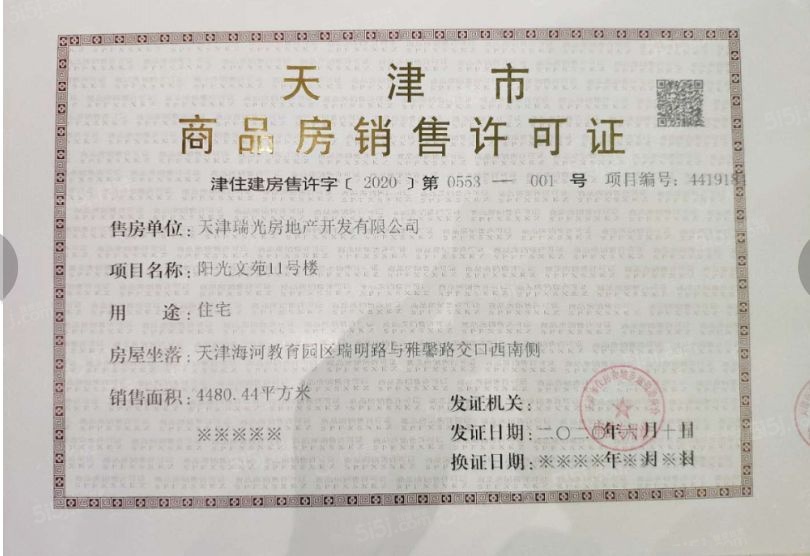 天津市
商品房销售许可证
津住建房售许字〔2020〕第0553一001号 项目编号：4419184
售房单位：天津瑞光房地产开发有限公司
项目名称：阳光文苑11号楼
用途：住宅
房屋坐落：天津海河教育园区瑞明路与雅馨路交口西南侧
销售面积：4480.44平方米
※※※※※
发证机关：
发证日期：二〇二〇年六月十日
换证日期：※※※※年※月※日